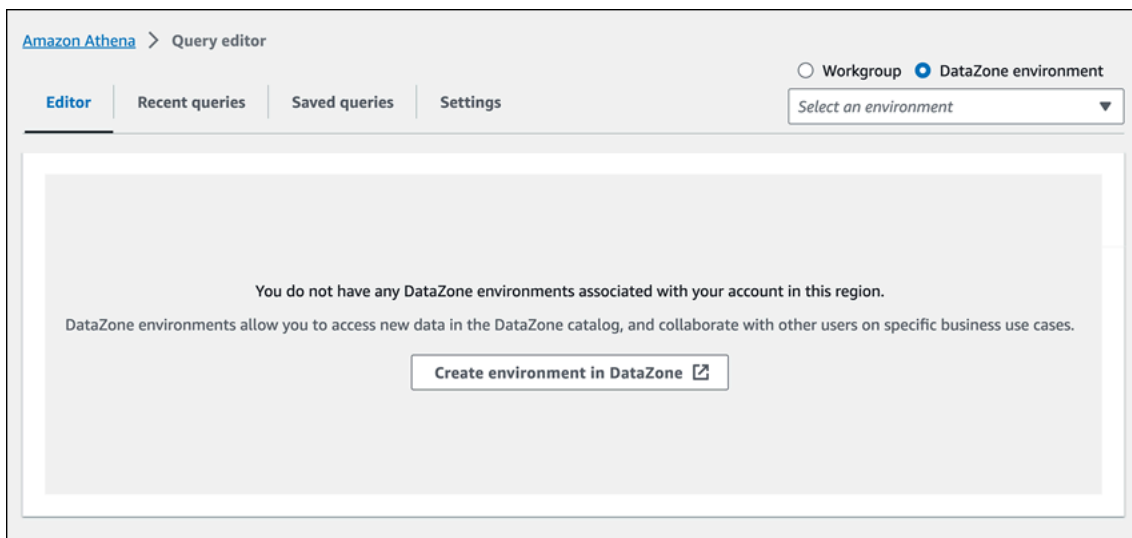 Amazon Athena > Query editor
Workgroup DataZone environment
Editor Recent queries Saved queries Settings
Select an environment
You do not have any DataZone environments associated with your account in this region.
DataZone environments allow you to access new data in the DataZone catalog, and collaborate with other users on specific business use cases.
Create environment in DataZone